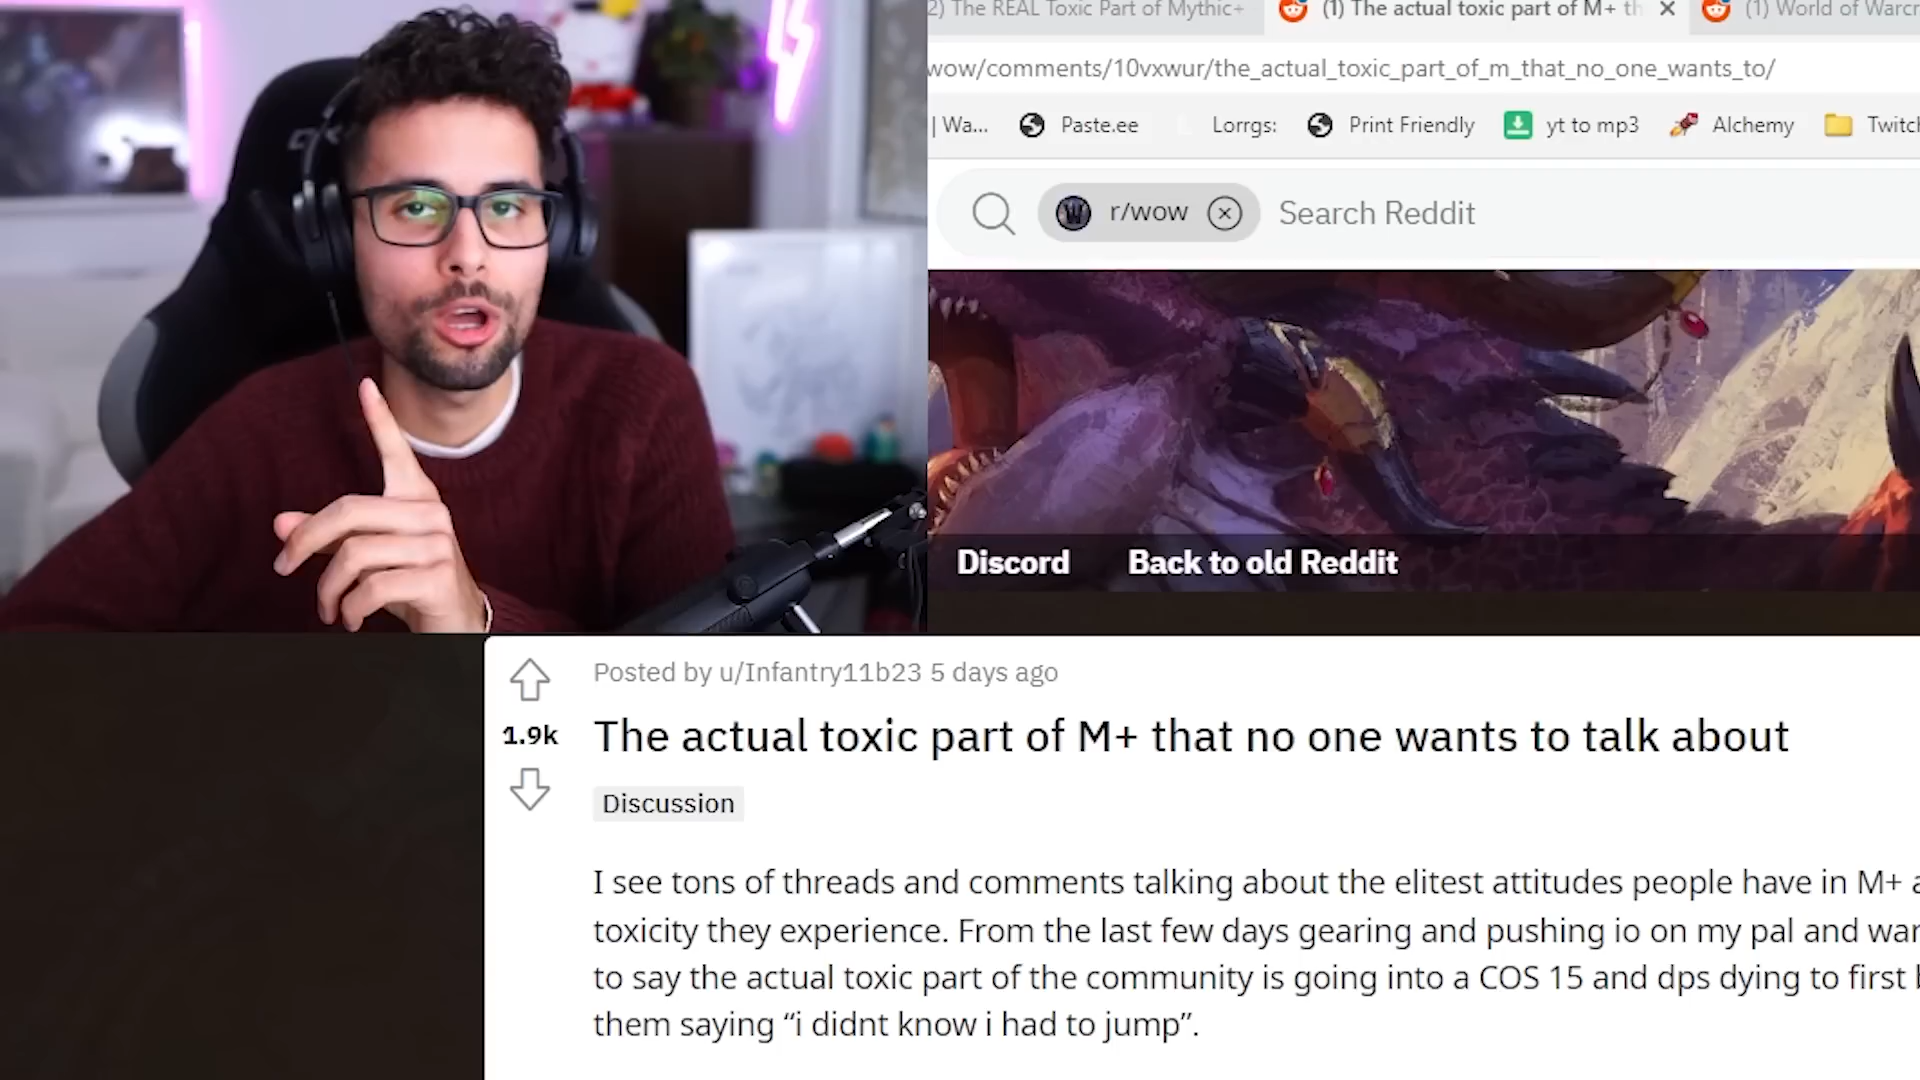 2) The REAL Toxic Part of Mythic+
(1) The actual toxic part of M+ th
(1) World of Warcr
wow/comments/10vxwur/the_actual_toxic_part_of_m_that_no_one_wants_to/
| Wa... Paste.ee Lorrgs: Print Friendly yt to mp3 Alchemy Twitch
r/wow Search Reddit
Discord Back to old Reddit
Posted by u/Infantry11b23 5 days ago
1.9k
The actual toxic part of M+ that no one wants to talk about
Discussion
I see tons of threads and comments talking about the elitest attitudes people have in M+ a
toxicity they experience. From the last few days gearing and pushing io on my pal and war
to say the actual toxic part of the community is going into a COS 15 and dps dying to first b
them saying “i didnt know i had to jump”.